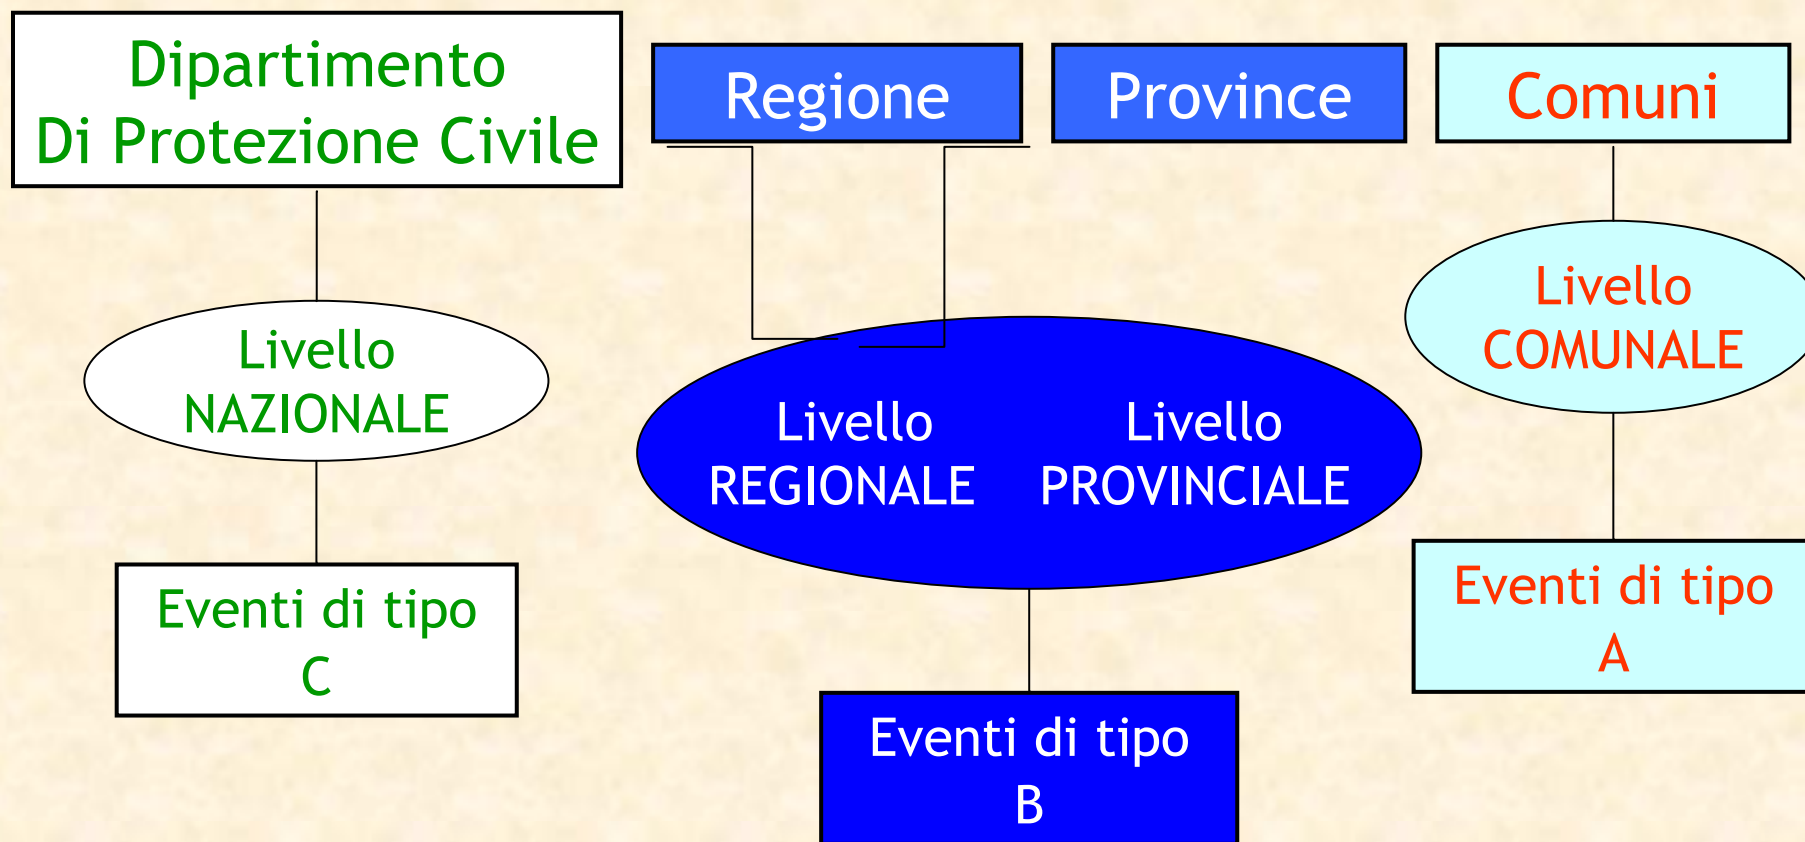 Dipartimento
Di Protezione Civile
Regione
Province
Comuni
Livello
NAZIONALE
Livello
REGIONALE
Livello
PROVINCIALE
Livello
COMUNALE
Eventi di tipo
C
Eventi di tipo
B
Eventi di tipo
A